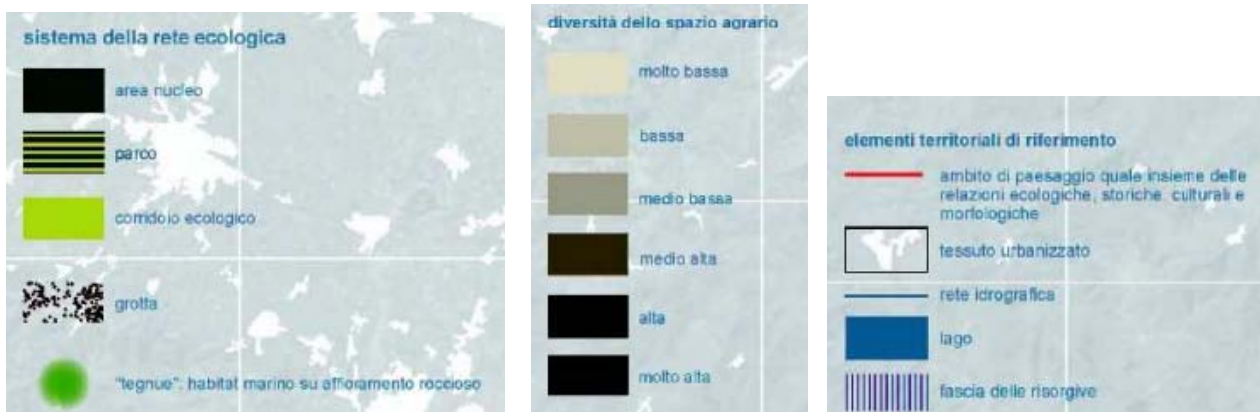 sistema della rete ecologica
area nucleo
parco
corridoio ecologico
grotta
"tegnue": habitat marino su affioramento roccioso
diversità dello spazio agrario
molto bassa
bassa
medio bassa
medio alta
alta
molto alta
elementi territoriali di riferimento
ambito di paesaggio quale insieme delle
relazioni ecologiche, storiche, culturali e
morfologiche
tessuto urbanizzato
rete idrografica
lago
fascia delle risorgive